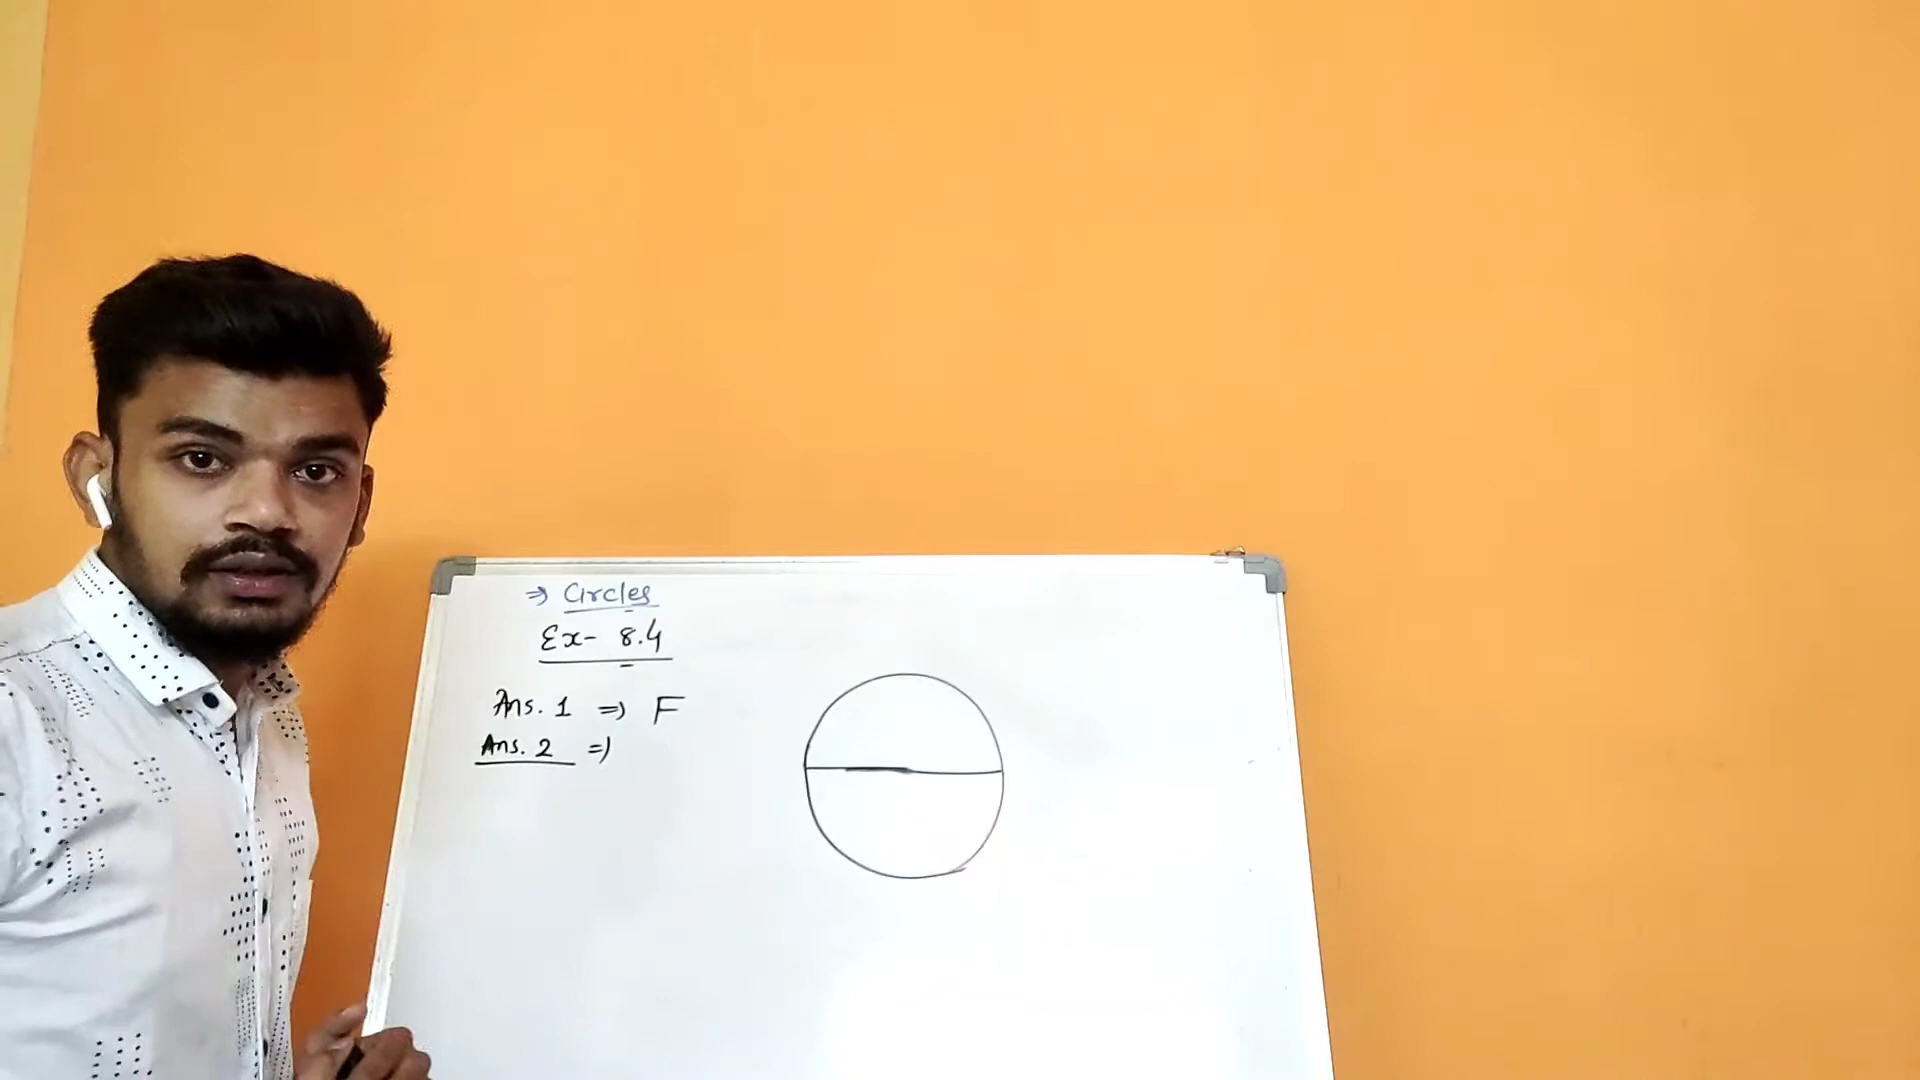 ⇒ Circles
Ex- 8.4
Ans. 1 ⇒ F
Ans. 2 ⇒